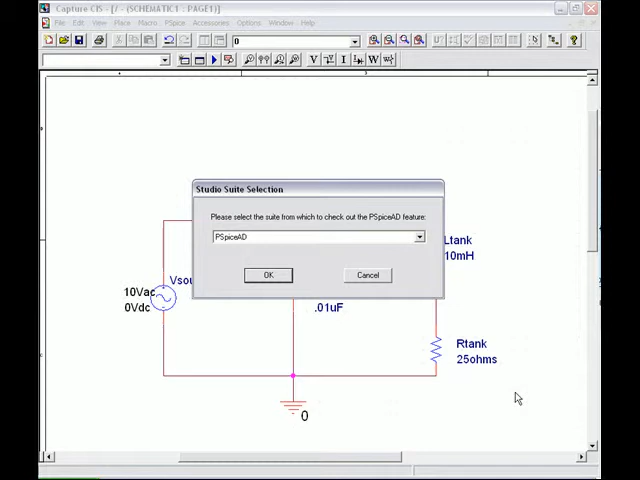 Capture CIS - [/ - (SCHEMATIC1 : PAGE1)]
File Edit View Place Macro PSpice Accessories Options Window Help
0
V I W
Studio Suite Selection
Please select the suite from which to check out the PSpiceAD feature:
PSpiceAD
OK Cancel
Ltank
10mH
Vsou
10Vac
0Vdc
.01uF
Rtank
25ohms
0